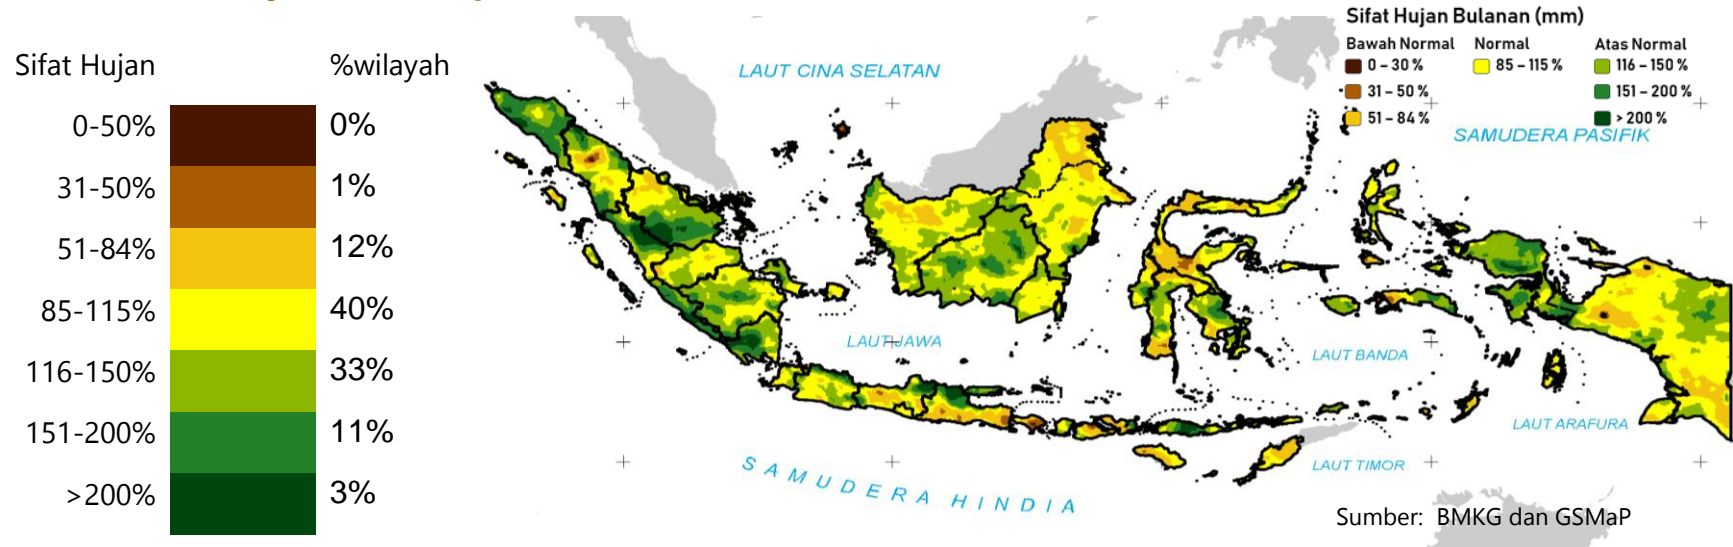 Sifat Hujan %wilayah
0-50% 0%
31-50% 1%
51-84% 12%
85-115% 40%
116-150% 33%
151-200% 11%
>200% 3%
Sifat Hujan Bulanan (mm)
Bawah Normal Normal Atas Normal
0 – 30 % 85 – 115 % 116 – 150 %
31 – 50 % 151 – 200 %
51 – 84 % > 200 %
LAUT CINA SELATAN
SAMUDERA PASIFIK
LAUT JAWA
LAUT BANDA
LAUT ARAFURA
LAUT TIMOR
SAMUDERA HINDIA
Sumber: BMKG dan GSMaP